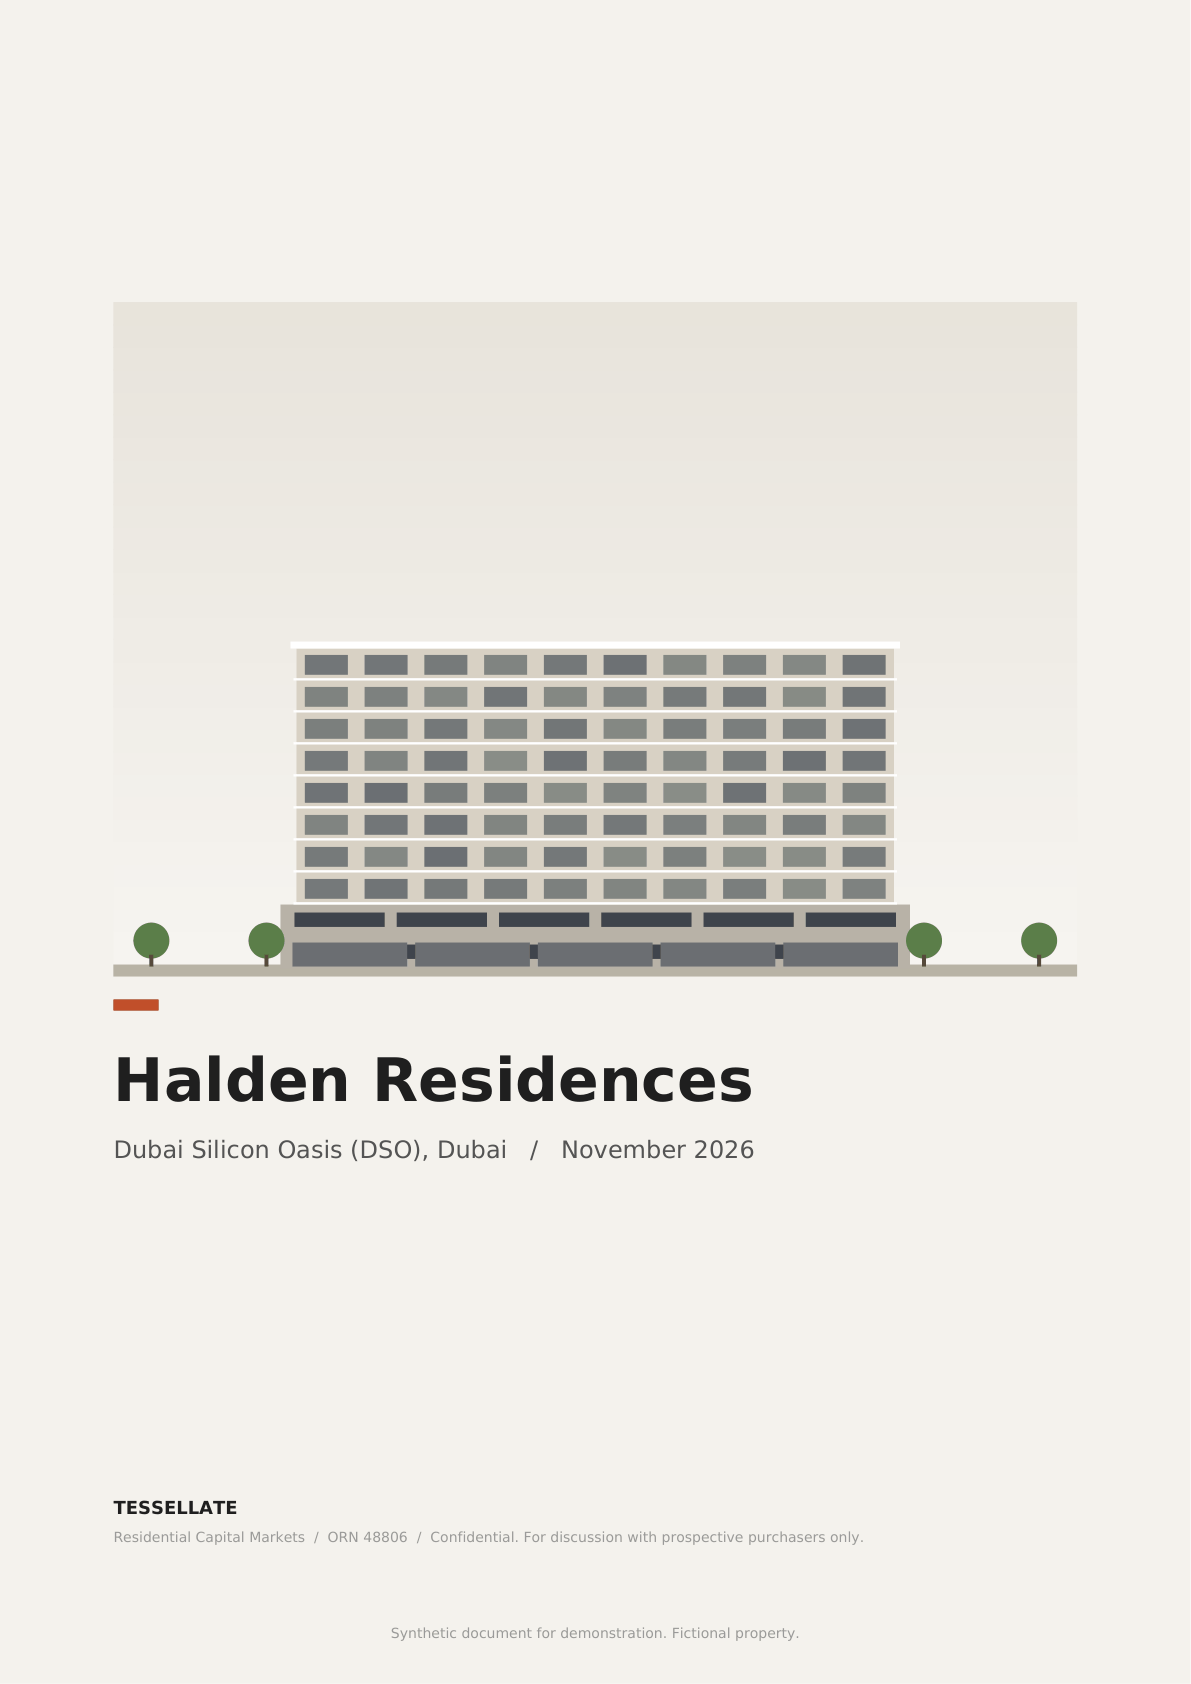 Halden Residences
Dubai Silicon Oasis (DSO), Dubai / November 2026
TESSELLATE
Residential Capital Markets / ORN 48806 / Confidential. For discussion with prospective purchasers only.
Synthetic document for demonstration. Fictional property.